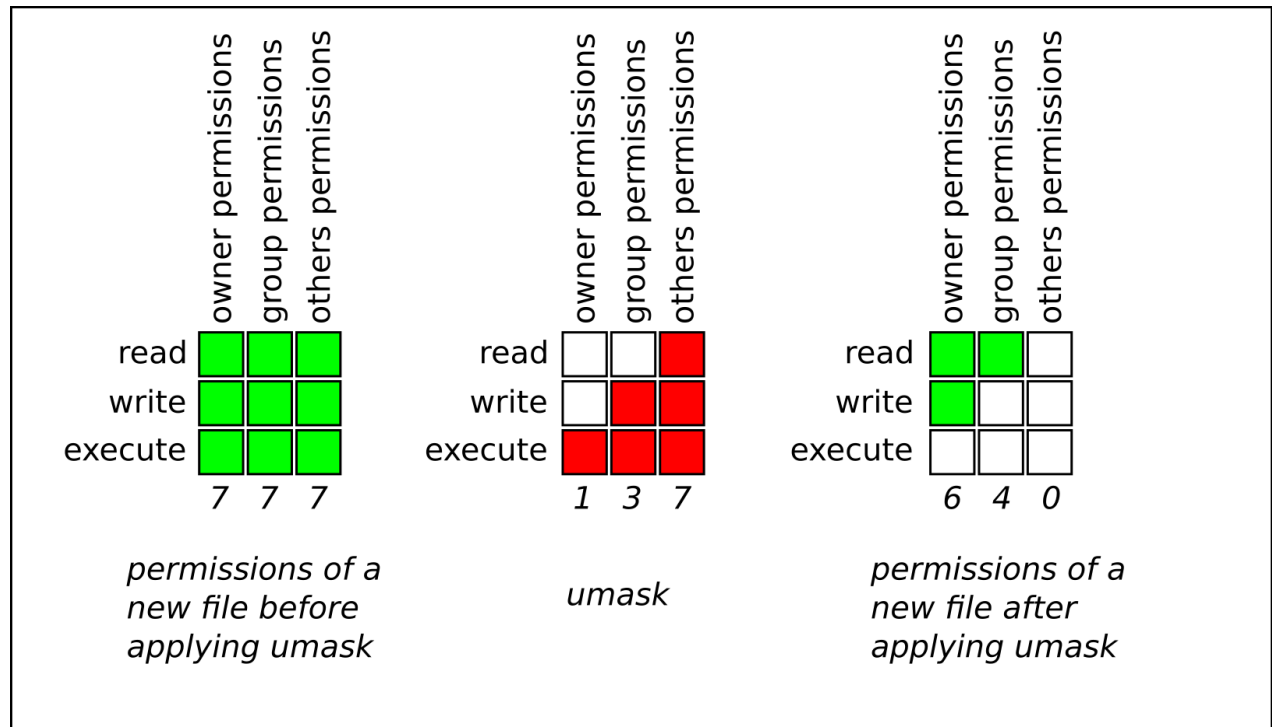 owner permissions
group permissions
others permissions
read
write
execute
7 7 7
permissions of a
new file before
applying umask
owner permissions
group permissions
others permissions
read
write
execute
1 3 7
umask
owner permissions
group permissions
others permissions
read
write
execute
6 4 0
permissions of a
new file after
applying umask